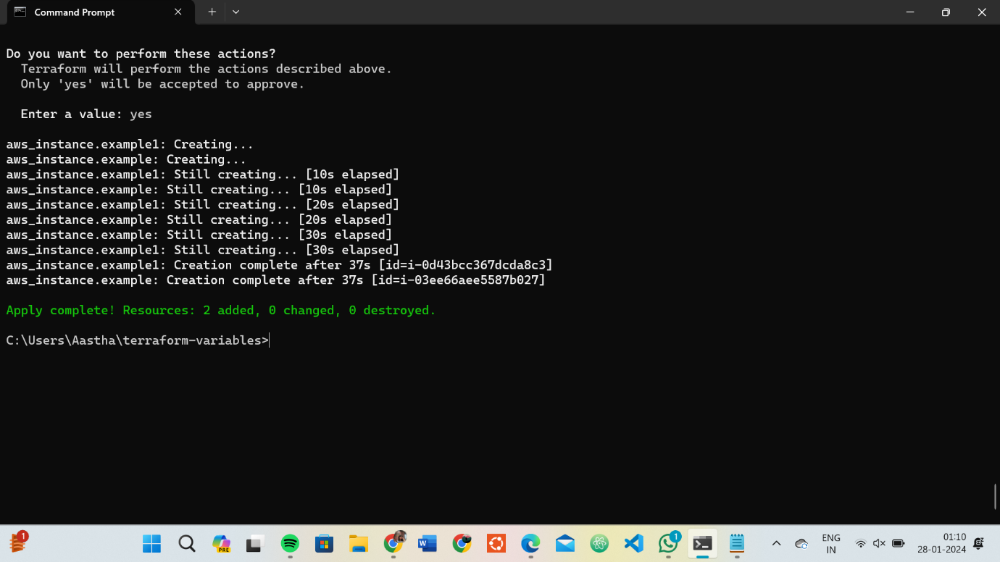 Command Prompt
Do you want to perform these actions?
  Terraform will perform the actions described above.
  Only 'yes' will be accepted to approve.
  Enter a value: yes
aws_instance.example1: Creating...
aws_instance.example: Creating...
aws_instance.example1: Still creating... [10s elapsed]
aws_instance.example: Still creating... [10s elapsed]
aws_instance.example1: Still creating... [20s elapsed]
aws_instance.example: Still creating... [20s elapsed]
aws_instance.example: Still creating... [30s elapsed]
aws_instance.example1: Still creating... [30s elapsed]
aws_instance.example1: Creation complete after 37s [id=i-0d43bcc367dcda8c3]
aws_instance.example: Creation complete after 37s [id=i-03ee66aee5587b027]
Apply complete! Resources: 2 added, 0 changed, 0 destroyed.
C:\Users\Aastha\terraform-variables>
1
PRE
W
1
ENG
IN
01:10
28-01-2024